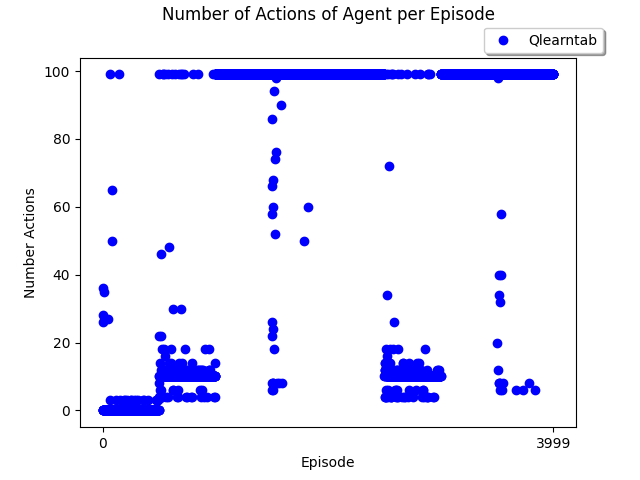 Number of Actions of Agent per Episode
Qlearntab
100
80
60
40
20
0
Number Actions
0
3999
Episode